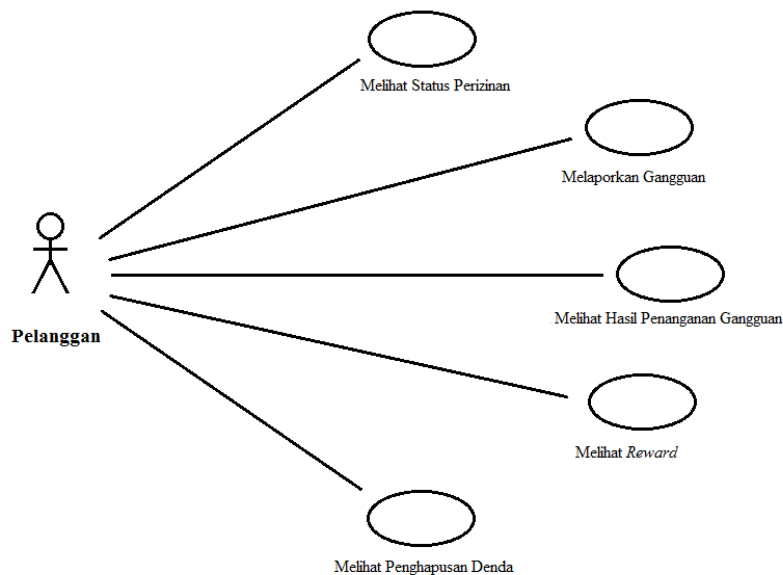 Melihat Status Perizinan
Melaporkan Gangguan
Melihat Hasil Penanganan Gangguan
Pelanggan
Melihat Reward
Melihat Penghapusan Denda